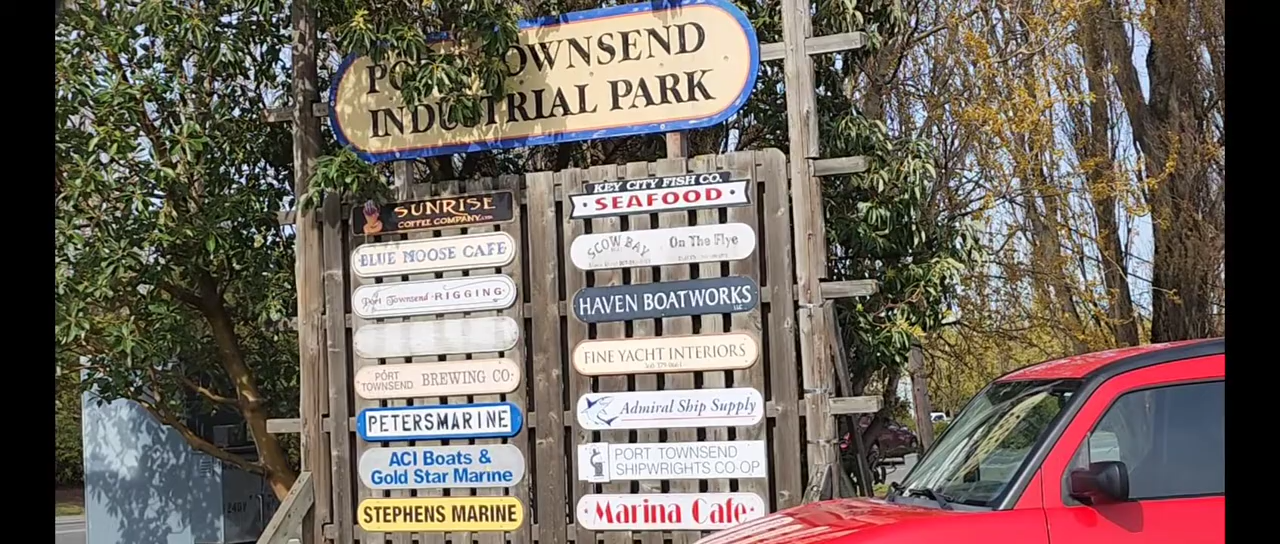 PORT TOWNSEND
INDUSTRIAL PARK
SUNRISE
COFFEE COMPANY, LTD.
BLUE MOOSE CAFE
Port Townsend RIGGING
PORT
TOWNSEND BREWING CO.
PETERSMARINE
ACI Boats &
Gold Star Marine
STEPHENS MARINE
KEY CITY FISH CO.
SEAFOOD
SCOW BAY On The Flye
HAVEN BOATWORKS
LLC
FINE YACHT INTERIORS
Admiral Ship Supply
PORT TOWNSEND
SHIPWRIGHTS CO-OP
Marina Cafe